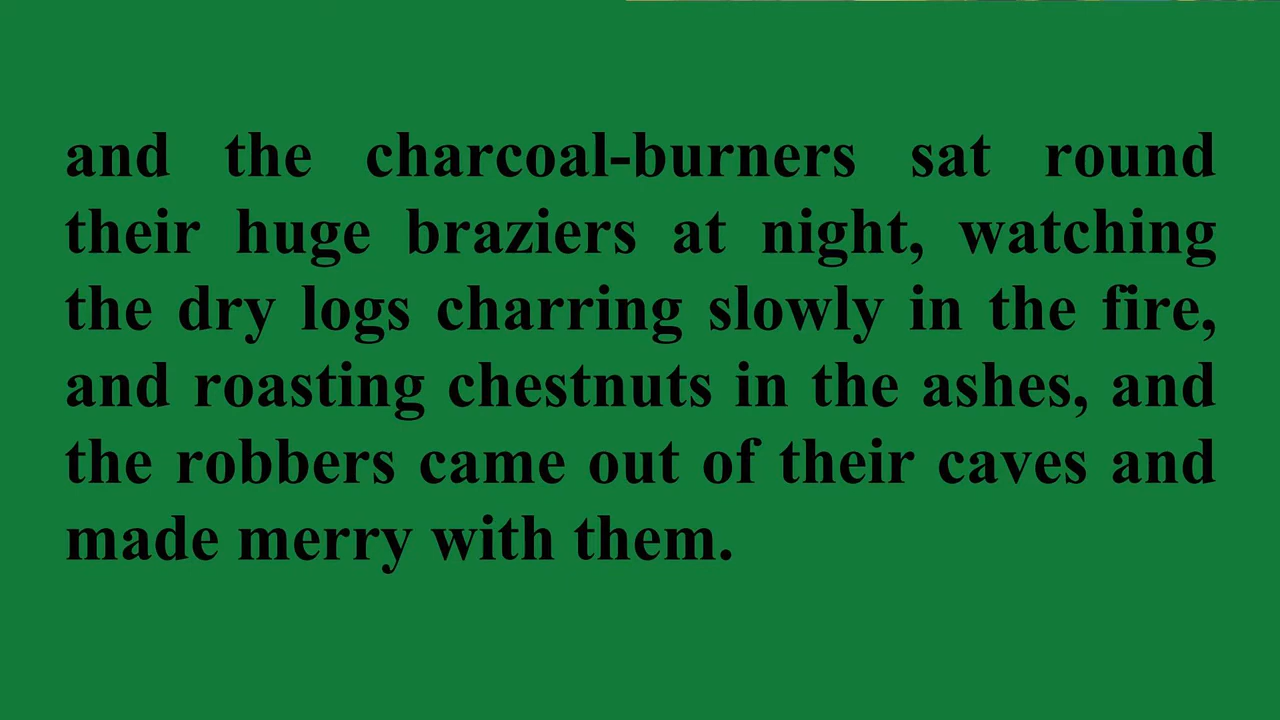 and the charcoal-burners sat round
their huge braziers at night, watching
the dry logs charring slowly in the fire,
and roasting chestnuts in the ashes, and
the robbers came out of their caves and
made merry with them.